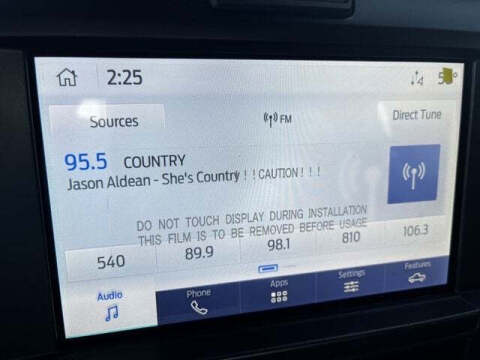 2:25
Sources
FM
Direct Tune
95.5 COUNTRY
Jason Aldean - She's Country ! ! CAUTION! ! !
DO NOT TOUCH DISPLAY DURING INSTALLATION
THIS FILM IS TO BE REMOVED BEFORE USAGE
540 89.9 98.1 810 106.3
Audio Phone Apps Settings Features